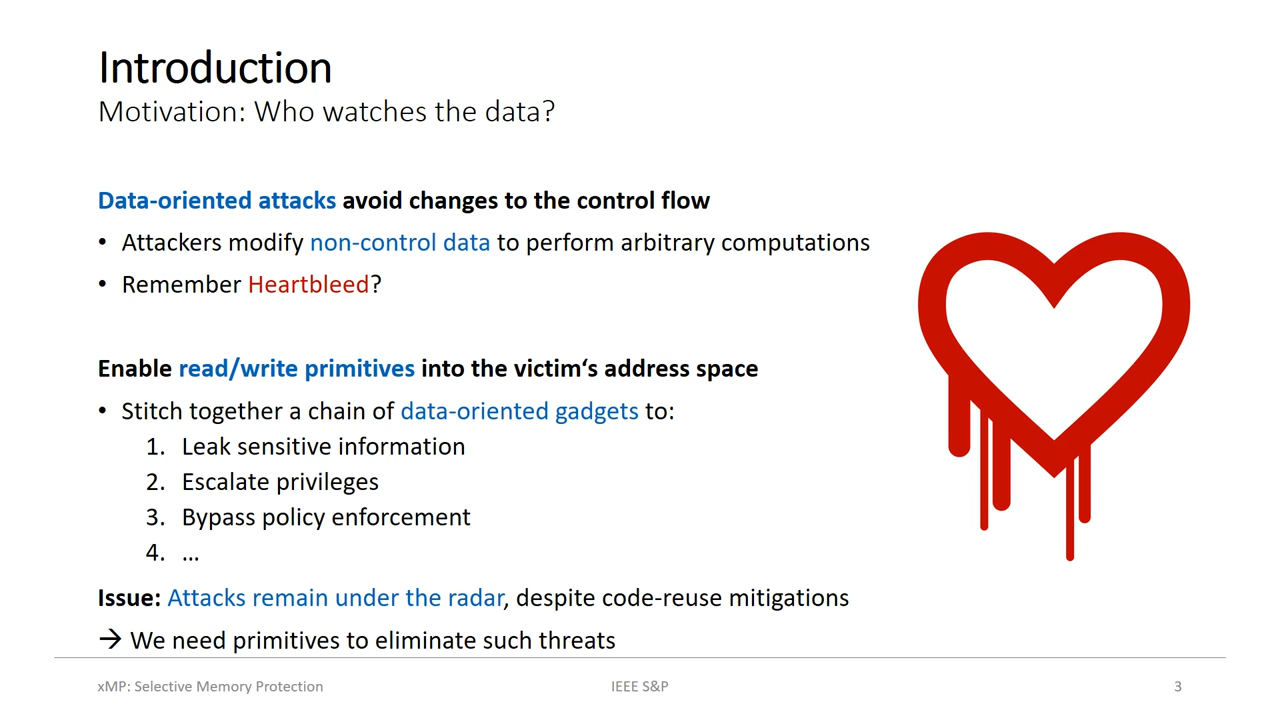 Introduction
Motivation: Who watches the data?
Data-oriented attacks avoid changes to the control flow
• Attackers modify non-control data to perform arbitrary computations
• Remember Heartbleed?
Enable read/write primitives into the victim‘s address space
• Stitch together a chain of data-oriented gadgets to:
1. Leak sensitive information
2. Escalate privileges
3. Bypass policy enforcement
4. …
Issue: Attacks remain under the radar, despite code-reuse mitigations
→ We need primitives to eliminate such threats
xMP: Selective Memory Protection
IEEE S&P
3